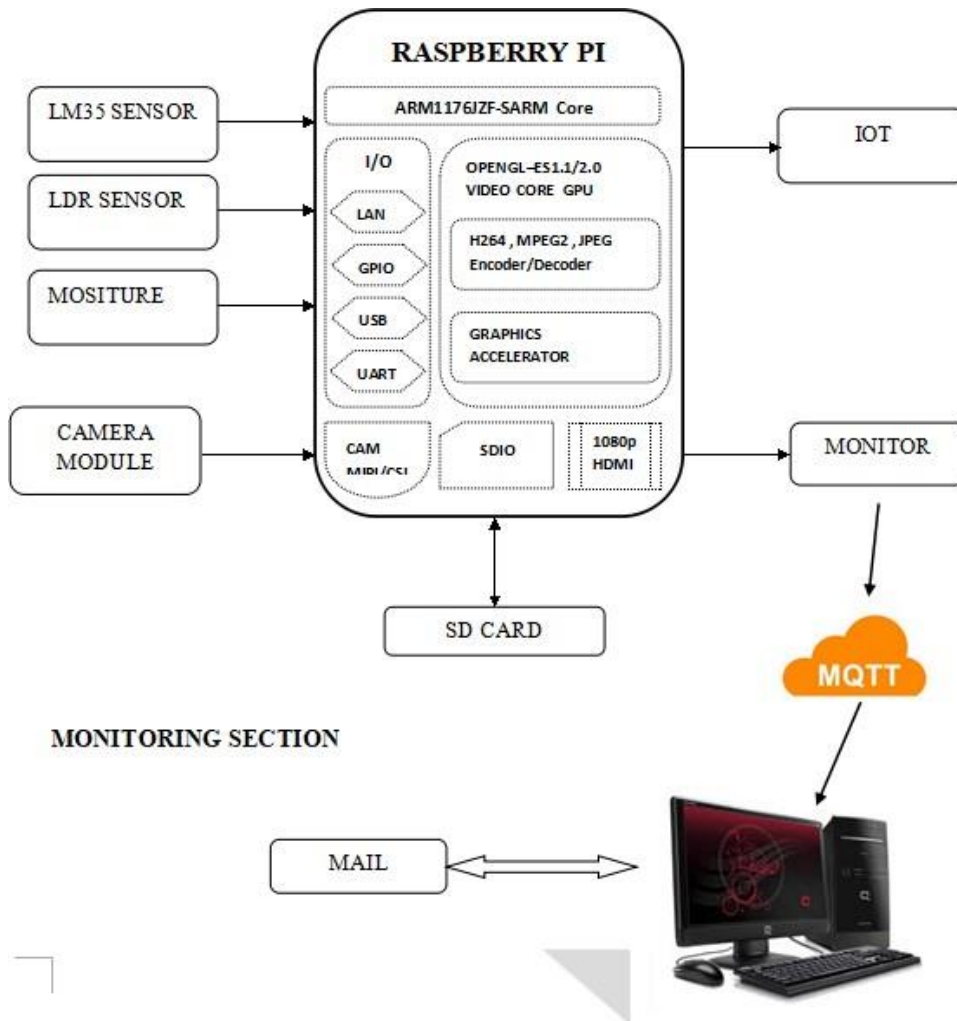 RASPBERRY PI
ARM1176JZF-SARM Core
LM35 SENSOR
LDR SENSOR
MOSITURE
CAMERA
MODULE
I/O
LAN
GPIO
USB
UART
OPENGL–ES1.1/2.0
VIDEO CORE GPU
H264 , MPEG2 , JPEG
Encoder/Decoder
GRAPHICS
ACCELERATOR
CAM
MIPI/CSI
SDIO
1080p
HDMI
IOT
MONITOR
SD CARD
MQTT
MONITORING SECTION
MAIL